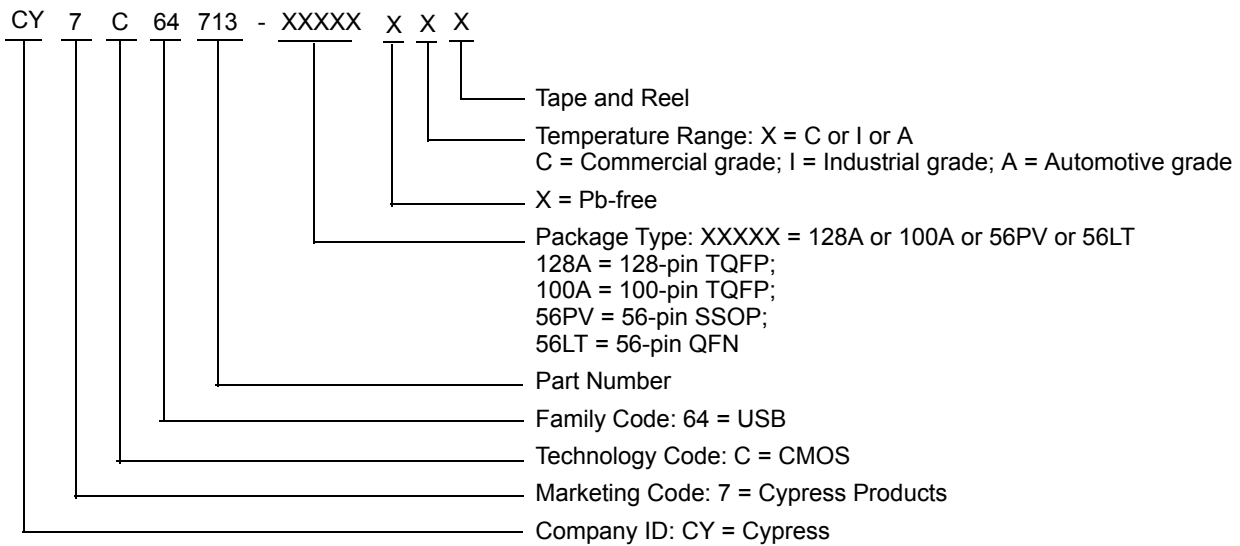 CY 7 C 64 713 - XXXXX X X X
Tape and Reel
Temperature Range: X = C or I or A
C = Commercial grade; I = Industrial grade; A = Automotive grade
X = Pb-free
Package Type: XXXXX = 128A or 100A or 56PV or 56LT
128A = 128-pin TQFP;
100A = 100-pin TQFP;
56PV = 56-pin SSOP;
56LT = 56-pin QFN
Part Number
Family Code: 64 = USB
Technology Code: C = CMOS
Marketing Code: 7 = Cypress Products
Company ID: CY = Cypress